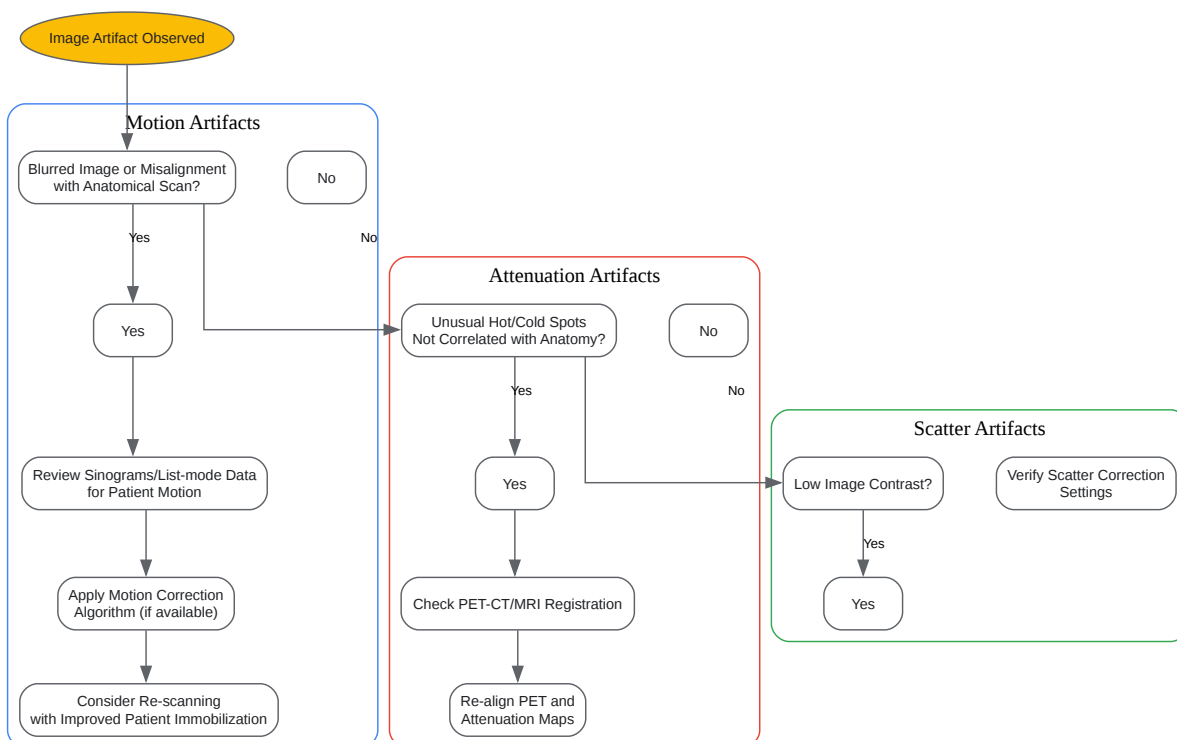 Image Artifact Observed
Motion Artifacts
Blurred Image or Misalignment
with Anatomical Scan?
No
Yes
No
Yes
Review Sinograms/List-mode Data
for Patient Motion
Apply Motion Correction
Algorithm (if available)
Consider Re-scanning
with Improved Patient Immobilization
Attenuation Artifacts
Unusual Hot/Cold Spots
Not Correlated with Anatomy?
No
Yes
No
Yes
Check PET-CT/MRI Registration
Re-align PET and
Attenuation Maps
Scatter Artifacts
Low Image Contrast?
Verify Scatter Correction
Settings
Yes
Yes